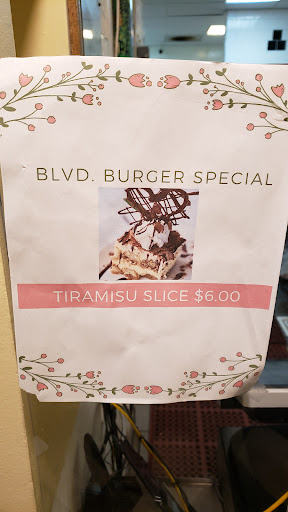 BLVD. BURGER SPECIAL
TIRAMISU SLICE $6.00